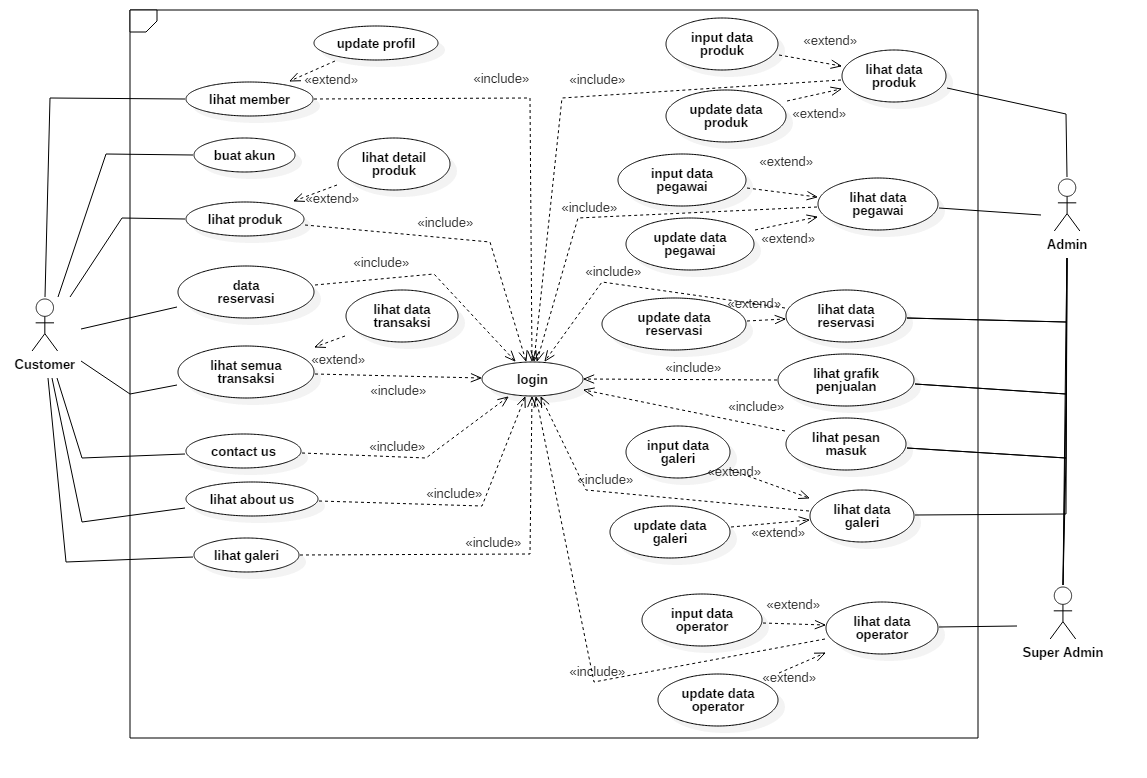 update profil
«extend»
«include»
lihat member
buat akun
lihat detail
produk
«extend»
lihat produk
«include»
data
reservasi
«include»
lihat data
transaksi
«extend»
lihat semua
transaksi
«include»
contact us
«include»
lihat about us
«include»
lihat galeri
«include»
Customer
login
input data
produk
«extend»
lihat data
produk
«include»
update data
produk
«extend»
input data
pegawai
«extend»
lihat data
pegawai
«include»
update data
pegawai
«extend»
«include»
«extend»
update data
reservasi
lihat data
reservasi
«include»
lihat grafik
penjualan
«include»
lihat pesan
masuk
input data
galeri
«extend»
«include»
lihat data
galeri
update data
galeri
«extend»
input data
operator
«extend»
lihat data
operator
«include»
«extend»
update data
operator
Admin
Super Admin